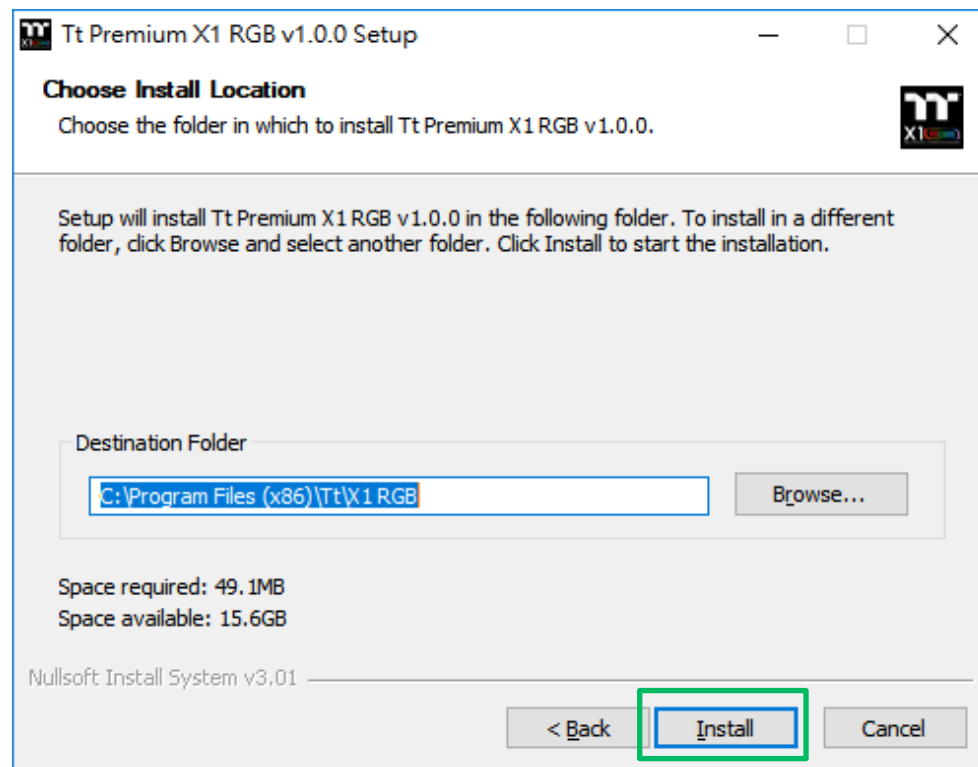 Tt Premium X1 RGB v1.0.0 Setup
Choose Install Location
Choose the folder in which to install Tt Premium X1 RGB v1.0.0.
X1
Setup will install Tt Premium X1 RGB v1.0.0 in the following folder. To install in a different
folder, click Browse and select another folder. Click Install to start the installation.
Destination Folder
C:\Program Files (x86)\Tt\X1 RGB
Browse...
Space required: 49.1MB
Space available: 15.6GB
Nullsoft Install System v3.01
< Back
Install
Cancel